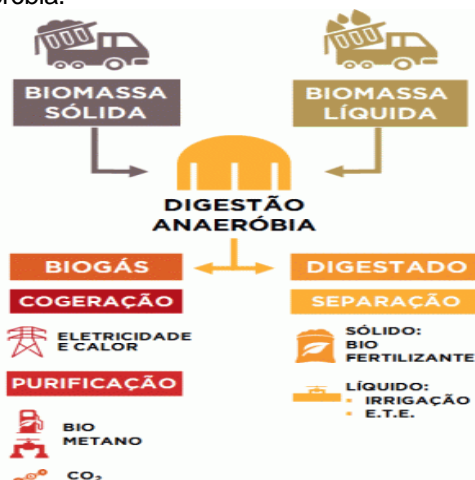 BIOMASSA
SÓLIDA
BIOMASSA
LÍQUIDA
DIGESTÃO
ANAERÓBIA
BIOGÁS
DIGESTADO
COGERAÇÃO
SEPARAÇÃO
ELETRICIDADE
E CALOR
SÓLIDO:
BIO
FERTILIZANTE
PURIFICAÇÃO
LÍQUIDO:
▪ IRRIGAÇÃO
▪ E.T.E.
BIO
METANO
CO₂